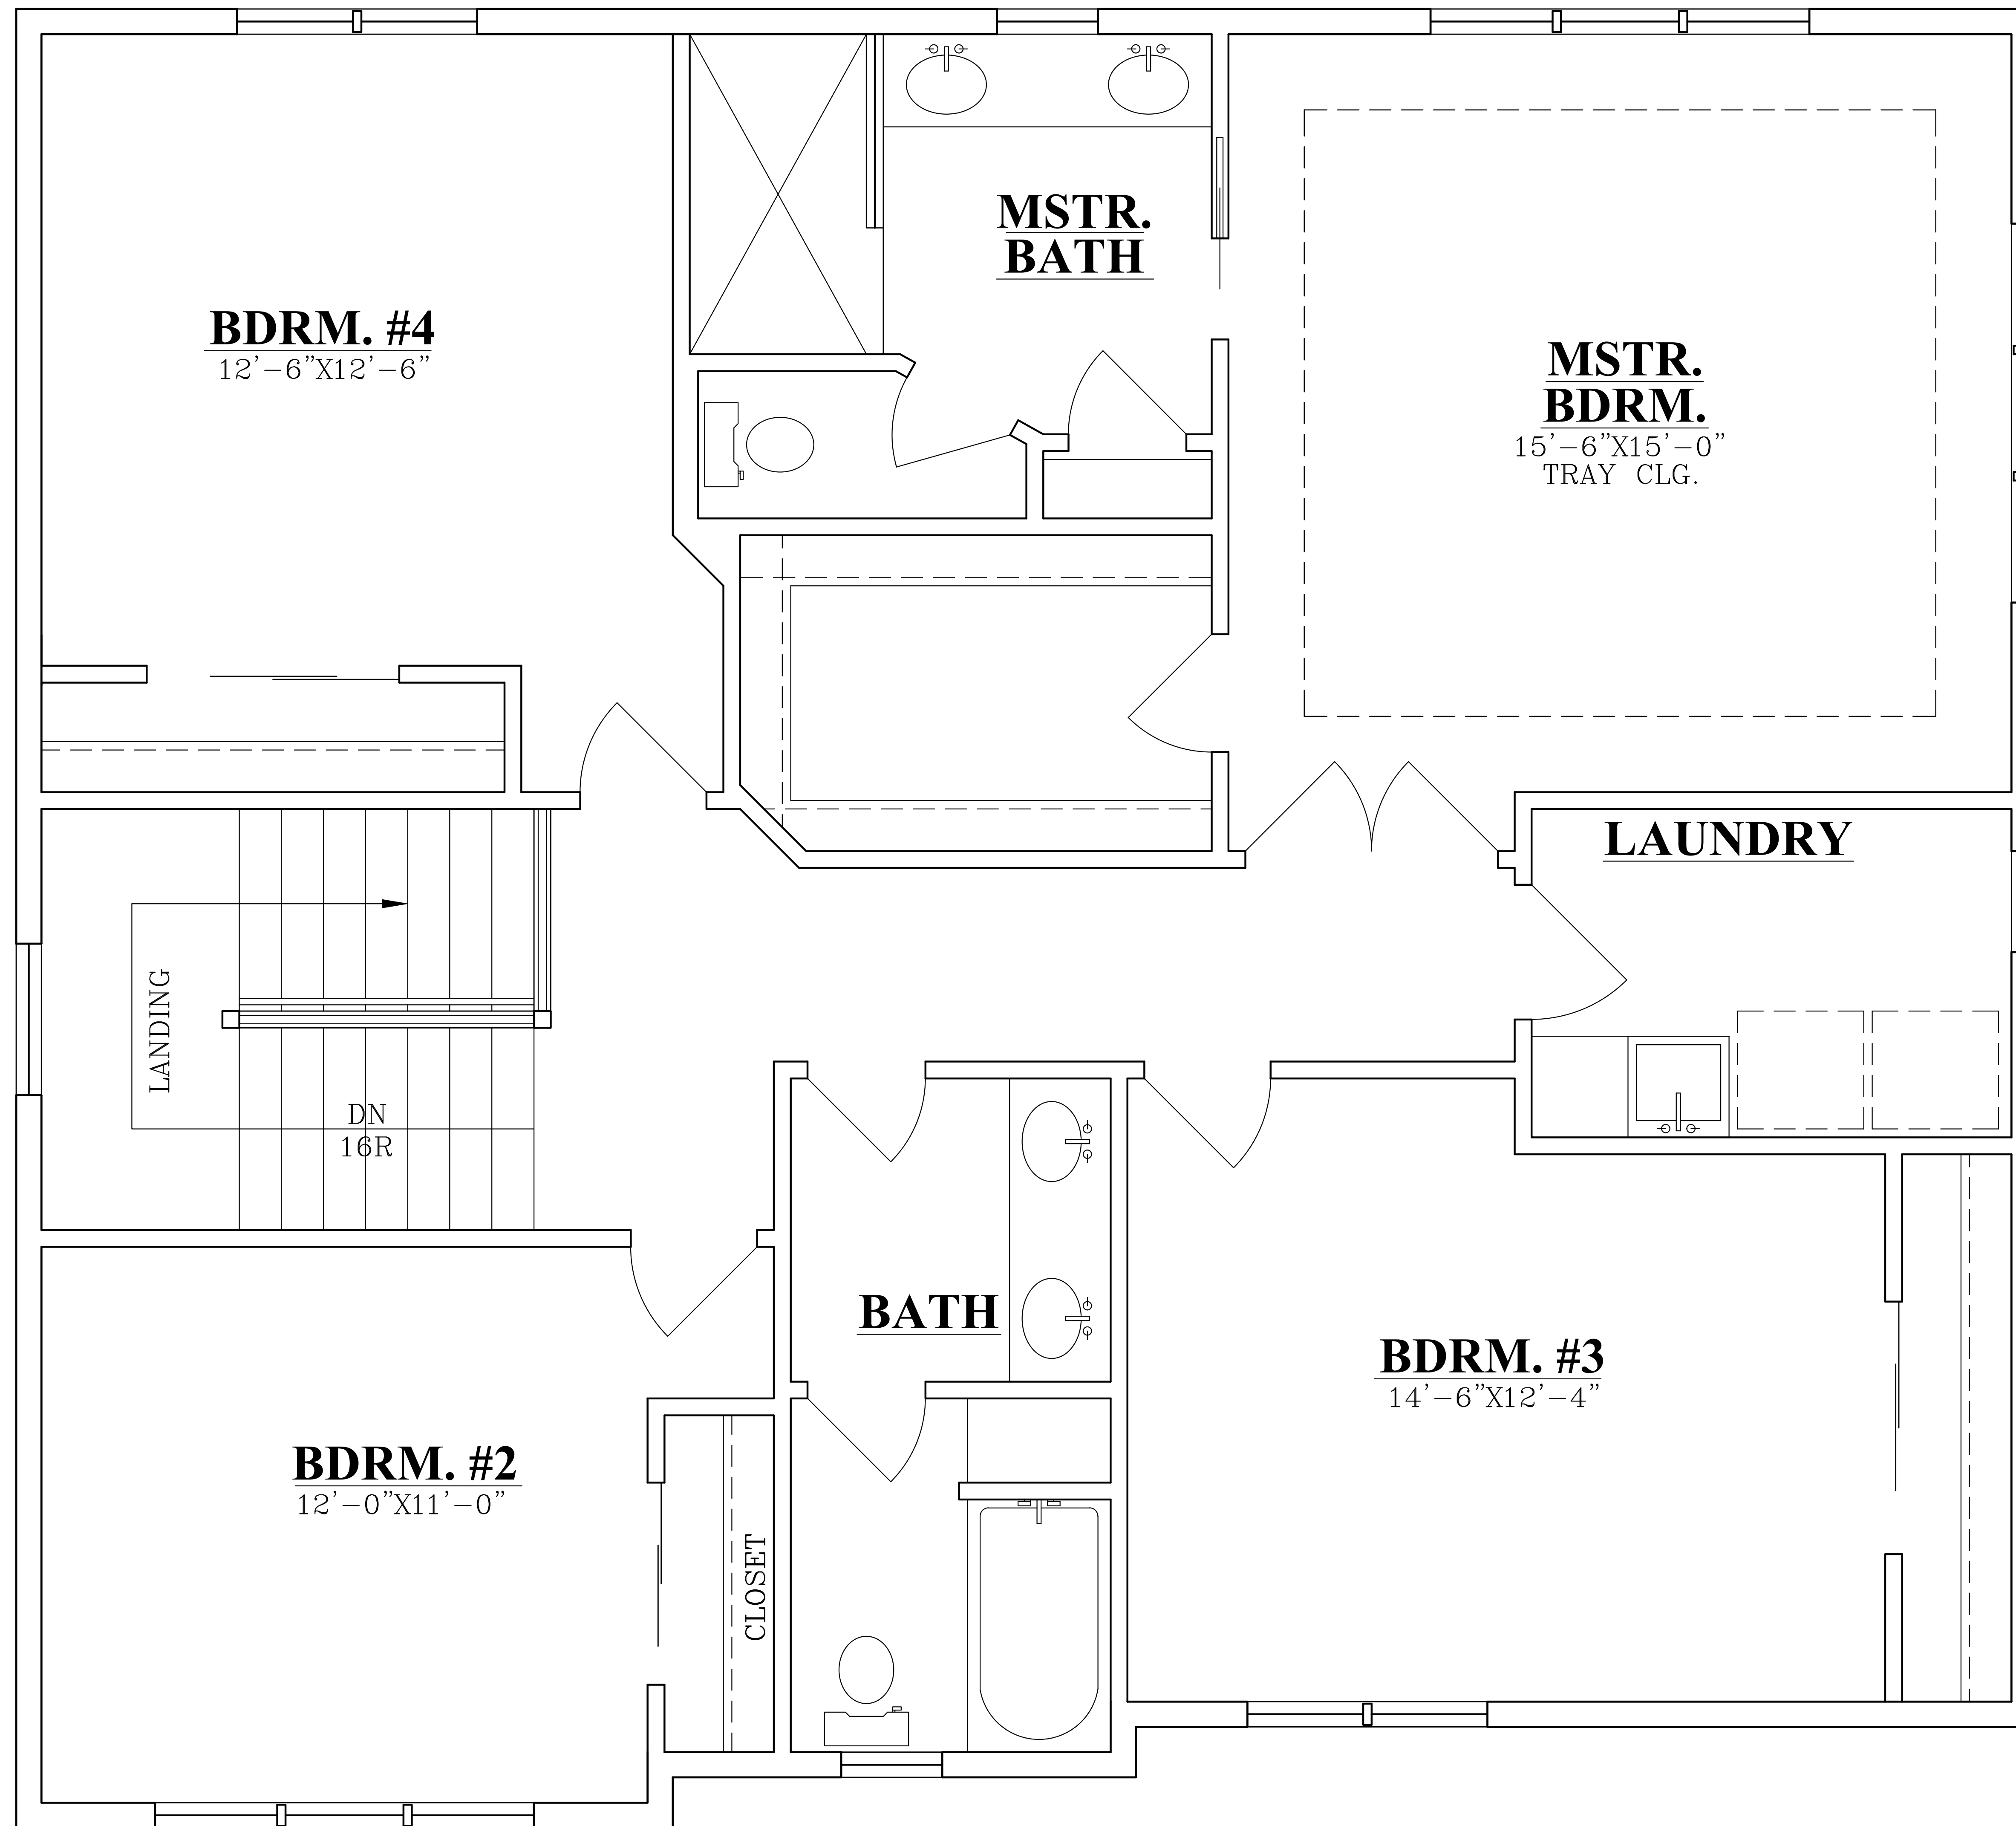 MSTR.
BATH
BDRM. #4
12'-6"X12'-6"
MSTR.
BDRM.
15'-6"X15'-0"
TRAY CLG.
LAUNDRY
LANDING
DN
16R
BATH
BDRM. #3
14'-6"X12'-4"
BDRM. #2
12'-0"X11'-0"
CLOSET